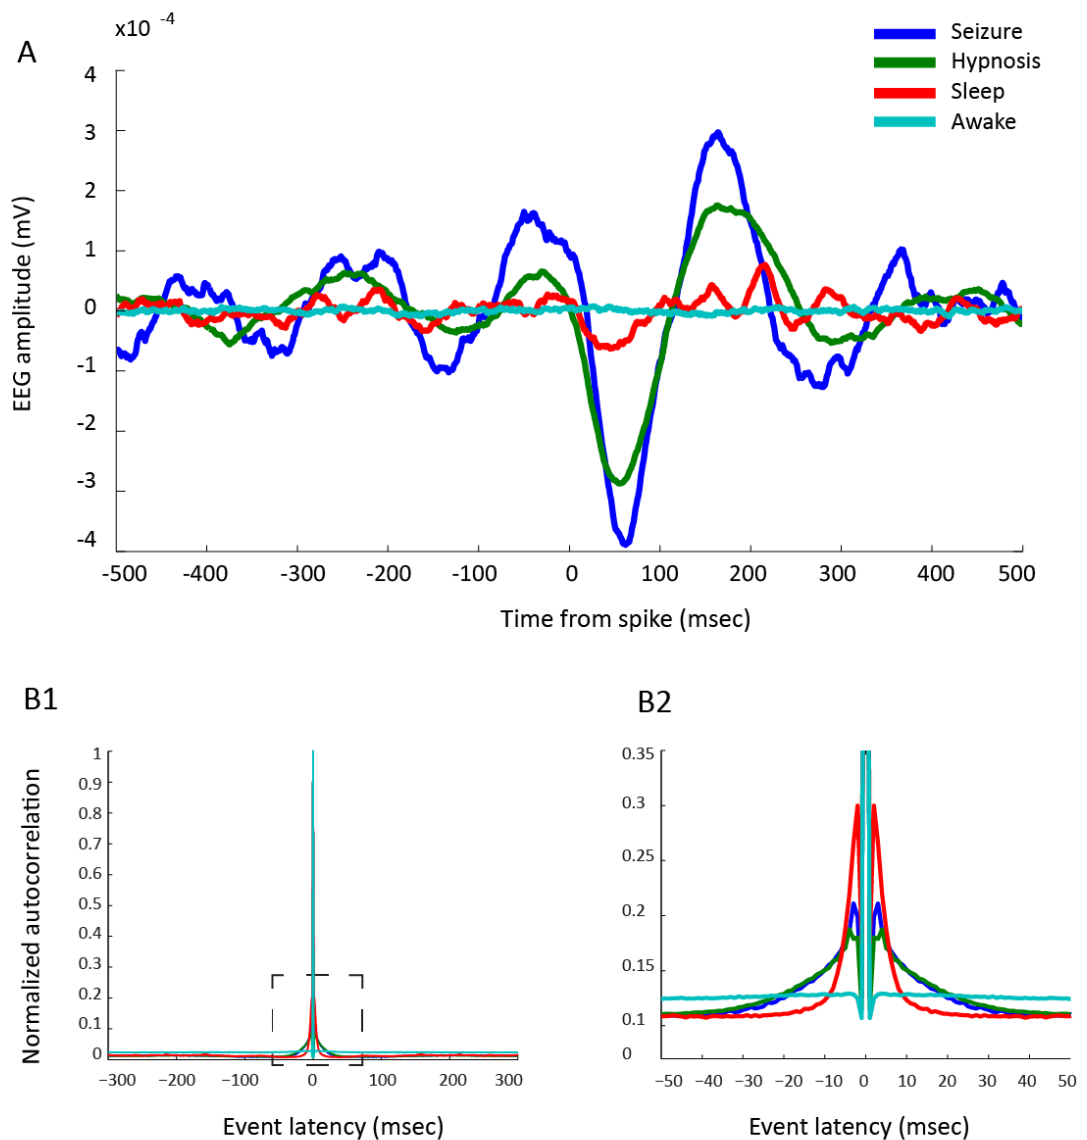 x10 -4
A
Seizure
Hypnosis
Sleep
Awake
4
3
2
1
0
-1
-2
-3
-4
EEG amplitude (mV)
-500 -400 -300 -200 -100 0 100 200 300 400 500
Time from spike (msec)
B1
1
0.9
0.8
0.7
0.6
0.5
0.4
0.3
0.2
0.1
0
Normalized autocorrelation
−300 −200 −100 0 100 200 300
Event latency (msec)
B2
0.35
0.3
0.25
0.2
0.15
0.1
0
−50 −40 −30 −20 −10 0 10 20 30 40 50
Event latency (msec)